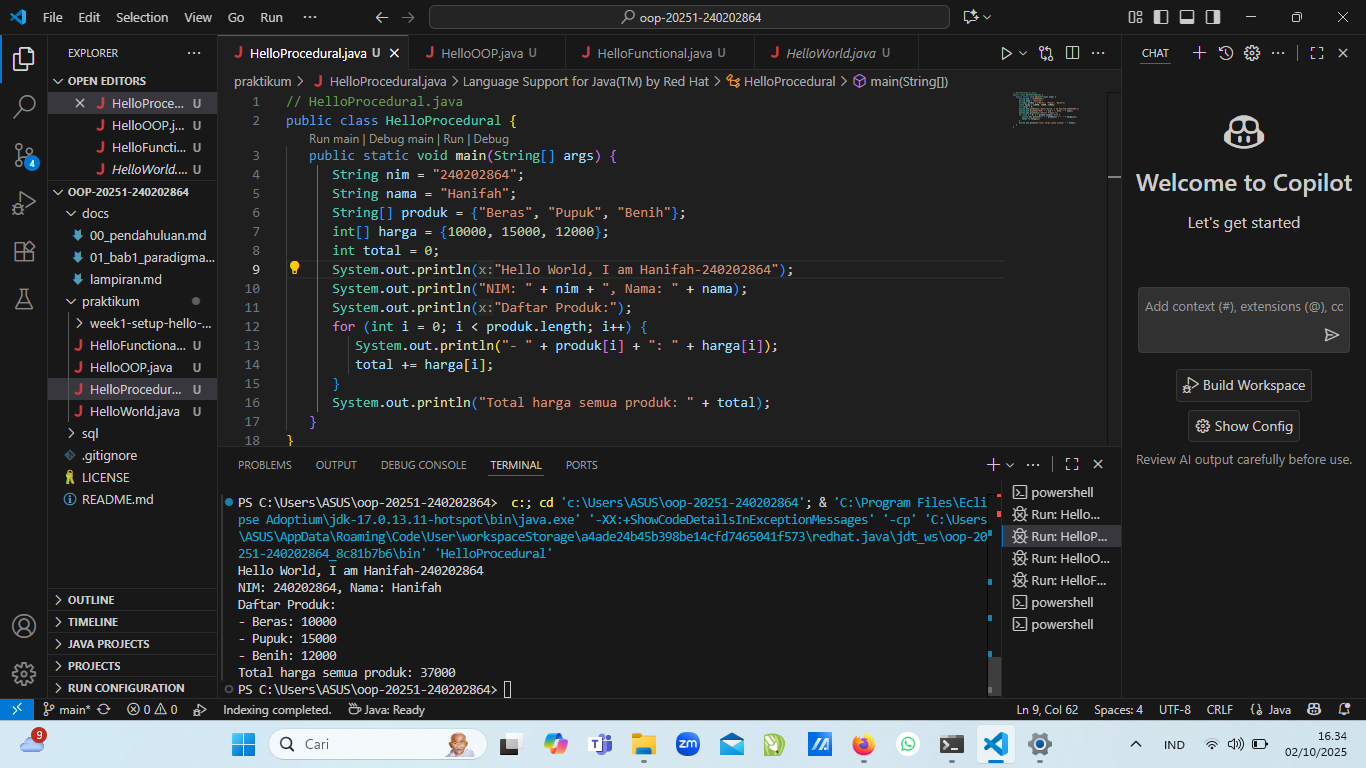 File Edit Selection View Go Run ··· oop-20251-240202864
EXPLORER ···
OPEN EDITORS
HelloProce... U
HelloOOP.j... U
HelloFuncti... U
HelloWorld.... U
OOP-20251-240202864
docs
00_pendahuluan.md
01_bab1_paradigma...
lampiran.md
praktikum
week1-setup-hello-...
HelloFunctiona... U
HelloOOP.java U
HelloProcedur... U
HelloWorld.java U
sql
.gitignore
LICENSE
README.md
OUTLINE
TIMELINE
JAVA PROJECTS
PROJECTS
RUN CONFIGURATION
4
HelloProcedural.java U HelloOOP.java U HelloFunctional.java U HelloWorld.java U
praktikum > HelloProcedural.java > Language Support for Java(TM) by Red Hat > HelloProcedural > main(String[])
1 // HelloProcedural.java
2 public class HelloProcedural {
Run main | Debug main | Run | Debug
3 public static void main(String[] args) {
4 String nim = "240202864";
5 String nama = "Hanifah";
6 String[] produk = {"Beras", "Pupuk", "Benih"};
7 int[] harga = {10000, 15000, 12000};
8 int total = 0;
9 System.out.println(x:"Hello World, I am Hanifah-240202864");
10 System.out.println("NIM: " + nim + ", Nama: " + nama);
11 System.out.println(x:"Daftar Produk:");
12 for (int i = 0; i < produk.length; i++) {
13 System.out.println("- " + produk[i] + ": " + harga[i]);
14 total += harga[i];
15 }
16 System.out.println("Total harga semua produk: " + total);
17 }
18 }
PROBLEMS OUTPUT DEBUG CONSOLE TERMINAL PORTS
PS C:\Users\ASUS\oop-20251-240202864> c:; cd 'c:\Users\ASUS\oop-20251-240202864'; & 'C:\Program Files\Ecli
pse Adoptium\jdk-17.0.13.11-hotspot\bin\java.exe' '-XX:+ShowCodeDetailsInExceptionMessages' '-cp' 'C:\Users
\ASUS\AppData\Roaming\Code\User\workspaceStorage\a4ade24b45b398be14cfd7465041f573\redhat.java\jdt_ws\oop-20
251-240202864_8c81b7b6\bin' 'HelloProcedural'
Hello World, I am Hanifah-240202864
NIM: 240202864, Nama: Hanifah
Daftar Produk:
- Beras: 10000
- Pupuk: 15000
- Benih: 12000
Total harga semua produk: 37000
PS C:\Users\ASUS\oop-20251-240202864>
powershell
Run: Hello...
Run: HelloP...
Run: HelloO...
Run: HelloF...
powershell
powershell
CHAT
Welcome to Copilot
Let's get started
Add context (#), extensions (@), cc
Build Workspace
Show Config
Review AI output carefully before use.
main* 0 0 Indexing completed. Java: Ready Ln 9, Col 62 Spaces: 4 UTF-8 CRLF {} Java
9 Cari zm IND 16.34
02/10/2025